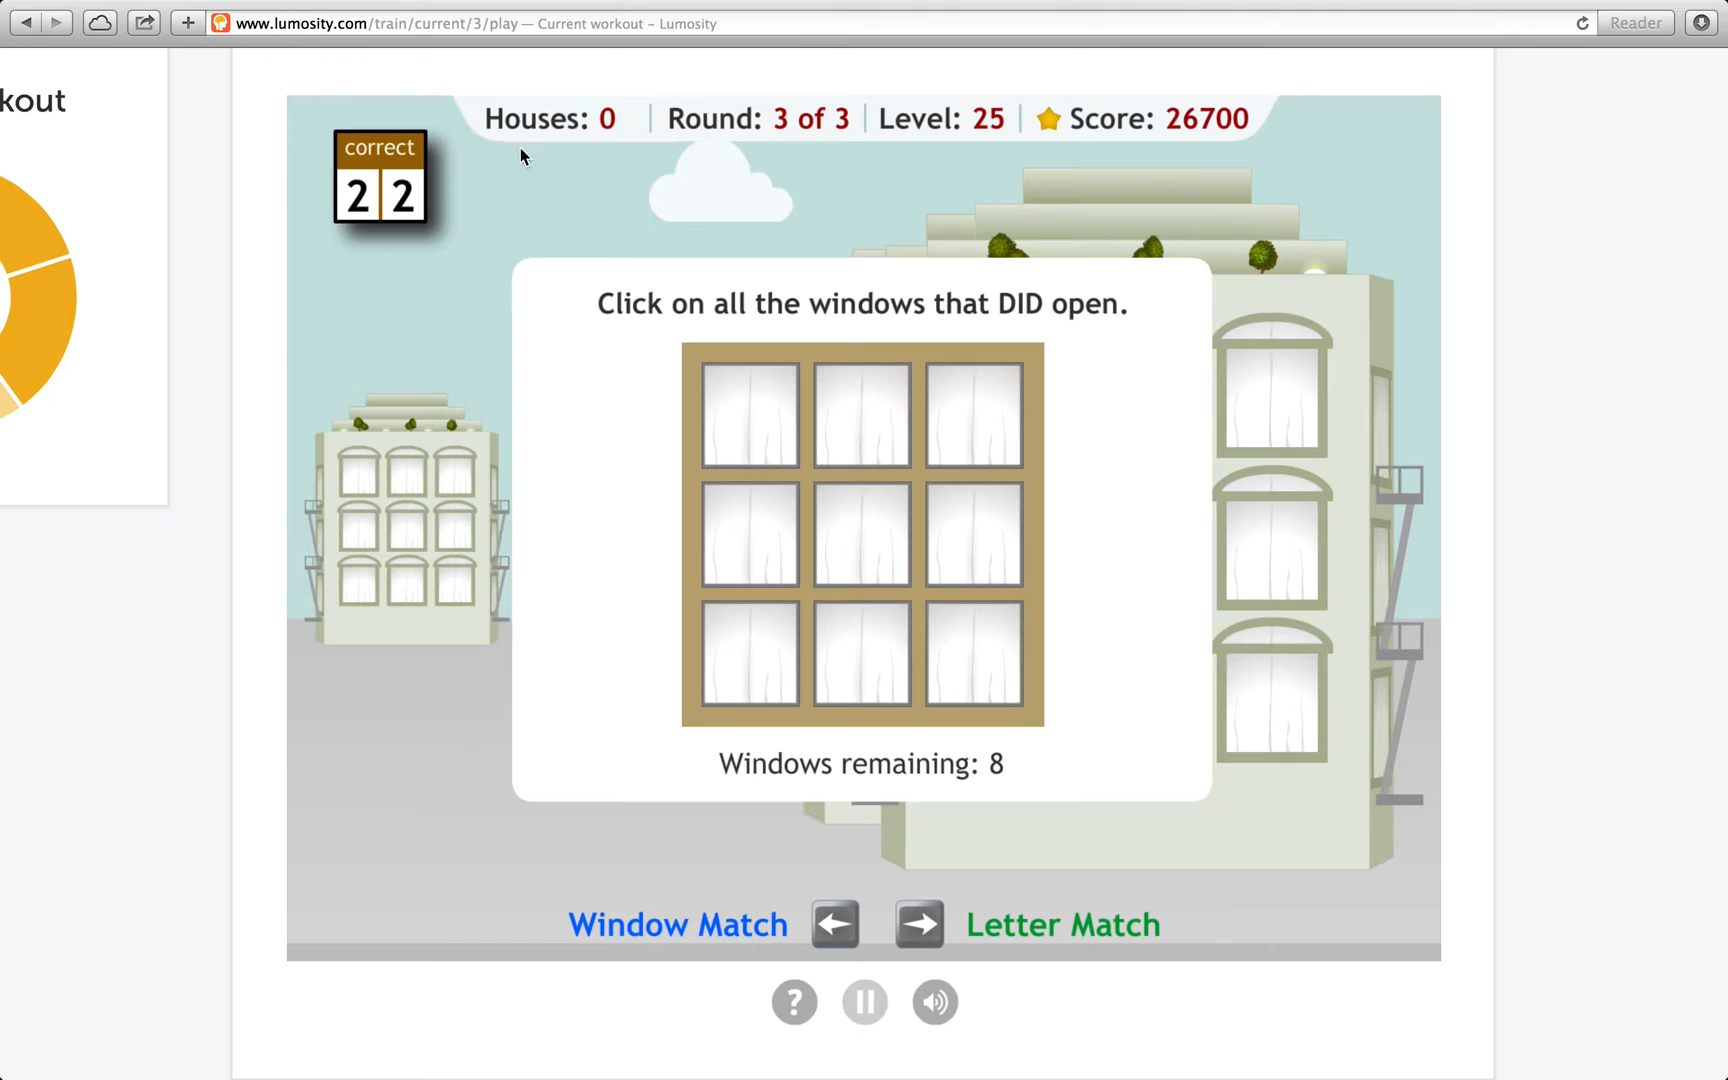 www.lumosity.com/train/current/3/play — Current workout – Lumosity
Reader
kout
Houses: 0 Round: 3 of 3 Level: 25 Score: 26700
correct
2 2
Click on all the windows that DID open.
Windows remaining: 8
Window Match Letter Match
?